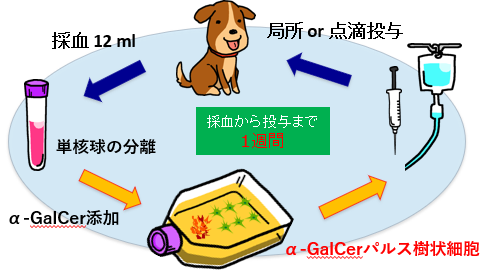 採血 12 ml
局所 or 点滴投与
採血から投与まで
1週間
単核球の分離
α-GalCer添加
α-GalCerパルス樹状細胞